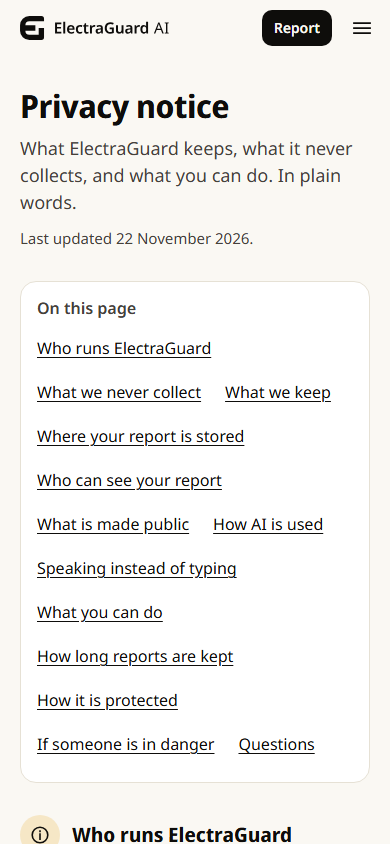 ElectraGuard AI
Report
Privacy notice
What ElectraGuard keeps, what it never
collects, and what you can do. In plain
words.
Last updated 22 November 2026.
On this page
Who runs ElectraGuard
What we never collect What we keep
Where your report is stored
Who can see your report
What is made public How AI is used
Speaking instead of typing
What you can do
How long reports are kept
How it is protected
If someone is in danger Questions
Who runs ElectraGuard